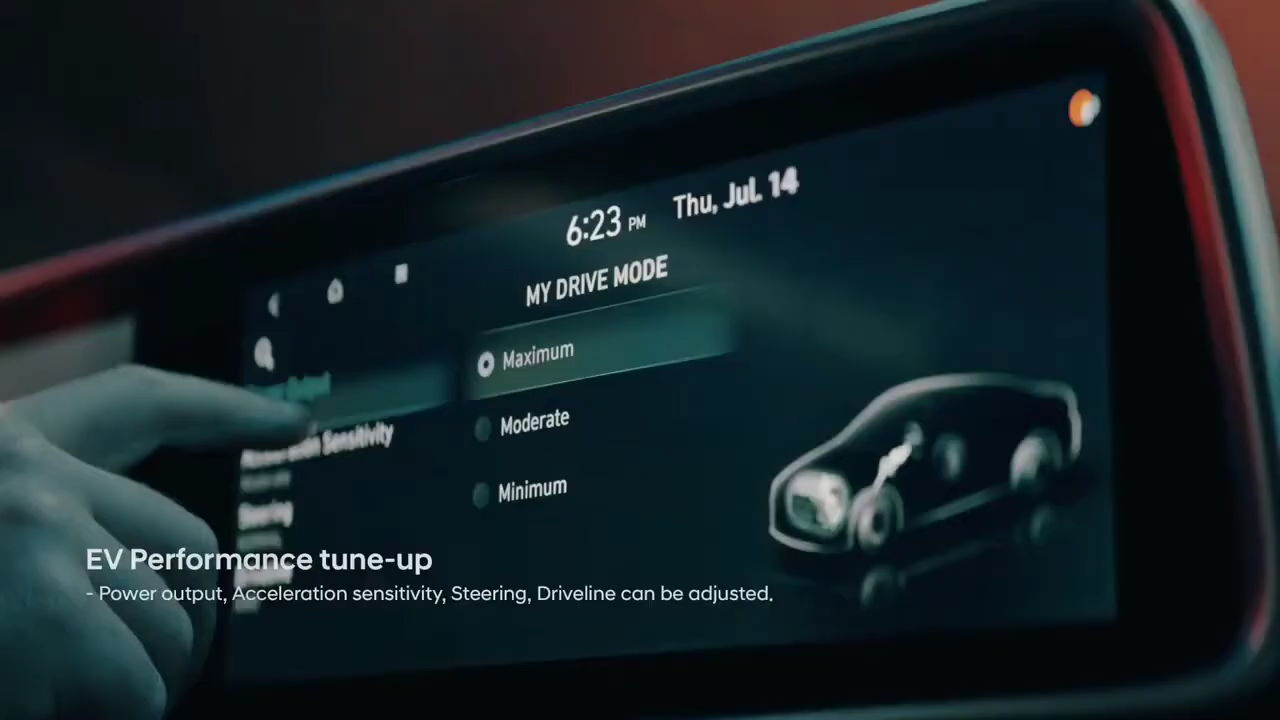 6:23 PM Thu, Jul. 14
MY DRIVE MODE
Maximum
Moderate
Minimum
Sensitivity
Steering
EV Performance tune-up
- Power output, Acceleration sensitivity, Steering, Driveline can be adjusted.